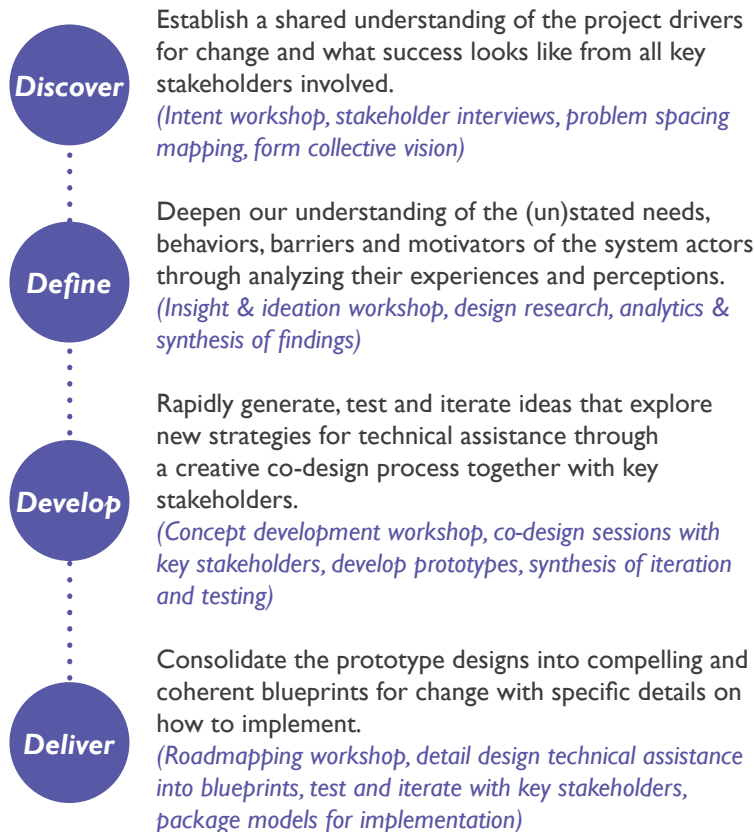 Discover
Establish a shared understanding of the project drivers
for change and what success looks like from all key
stakeholders involved.
(Intent workshop, stakeholder interviews, problem spacing
mapping, form collective vision)
Define
Deepen our understanding of the (un)stated needs,
behaviors, barriers and motivators of the system actors
through analyzing their experiences and perceptions.
(Insight & ideation workshop, design research, analytics &
synthesis of findings)
Develop
Rapidly generate, test and iterate ideas that explore
new strategies for technical assistance through
a creative co-design process together with key
stakeholders.
(Concept development workshop, co-design sessions with
key stakeholders, develop prototypes, synthesis of iteration
and testing)
Deliver
Consolidate the prototype designs into compelling and
coherent blueprints for change with specific details on
how to implement.
(Roadmapping workshop, detail design technical assistance
into blueprints, test and iterate with key stakeholders,
package models for implementation)